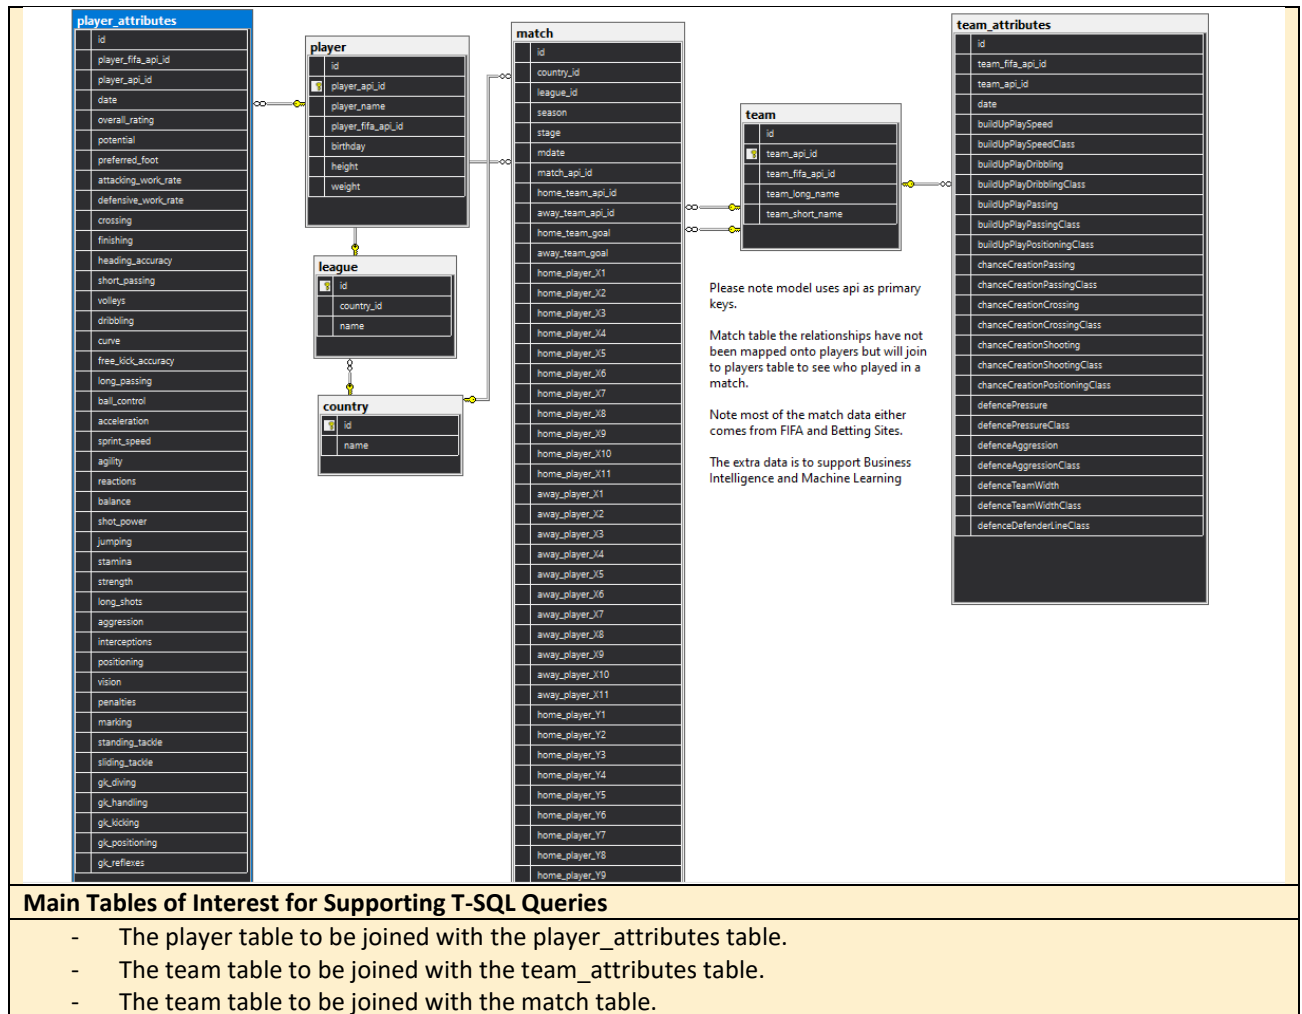 player_attributes
id
player_fifa_api_id
player_api_id
date
overall_rating
potential
preferred_foot
attacking_work_rate
defensive_work_rate
crossing
finishing
heading_accuracy
short_passing
volleys
dribbling
curve
free_kick_accuracy
long_passing
ball_control
acceleration
sprint_speed
agility
reactions
balance
shot_power
jumping
stamina
strength
long_shots
aggression
interceptions
positioning
vision
penalties
marking
standing_tackle
sliding_tackle
gk_diving
gk_handling
gk_kicking
gk_positioning
gk_reflexes
player
id
player_api_id
player_name
player_fifa_api_id
birthday
height
weight
league
id
country_id
name
country
id
name
match
id
country_id
league_id
season
stage
mdate
match_api_id
home_team_api_id
away_team_api_id
home_team_goal
away_team_goal
home_player_X1
home_player_X2
home_player_X3
home_player_X4
home_player_X5
home_player_X6
home_player_X7
home_player_X8
home_player_X9
home_player_X10
home_player_X11
away_player_X1
away_player_X2
away_player_X3
away_player_X4
away_player_X5
away_player_X6
away_player_X7
away_player_X8
away_player_X9
away_player_X10
away_player_X11
home_player_Y1
home_player_Y2
home_player_Y3
home_player_Y4
home_player_Y5
home_player_Y6
home_player_Y7
home_player_Y8
home_player_Y9
team
id
team_api_id
team_fifa_api_id
team_long_name
team_short_name
Please note model uses api as primary
keys.
Match table the relationships have not
been mapped onto players but will join
to players table to see who played in a
match.
Note most of the match data either
comes from FIFA and Betting Sites.
The extra data is to support Business
Intelligence and Machine Learning
team_attributes
id
team_fifa_api_id
team_api_id
date
buildUpPlaySpeed
buildUpPlaySpeedClass
buildUpPlayDribbling
buildUpPlayDribblingClass
buildUpPlayPassing
buildUpPlayPassingClass
buildUpPlayPositioningClass
chanceCreationPassing
chanceCreationPassingClass
chanceCreationCrossing
chanceCreationCrossingClass
chanceCreationShooting
chanceCreationShootingClass
chanceCreationPositioningClass
defencePressure
defencePressureClass
defenceAggression
defenceAggressionClass
defenceTeamWidth
defenceTeamWidthClass
defenceDefenderLineClass
Main Tables of Interest for Supporting T-SQL Queries
- The player table to be joined with the player_attributes table.
- The team table to be joined with the team_attributes table.
- The team table to be joined with the match table.